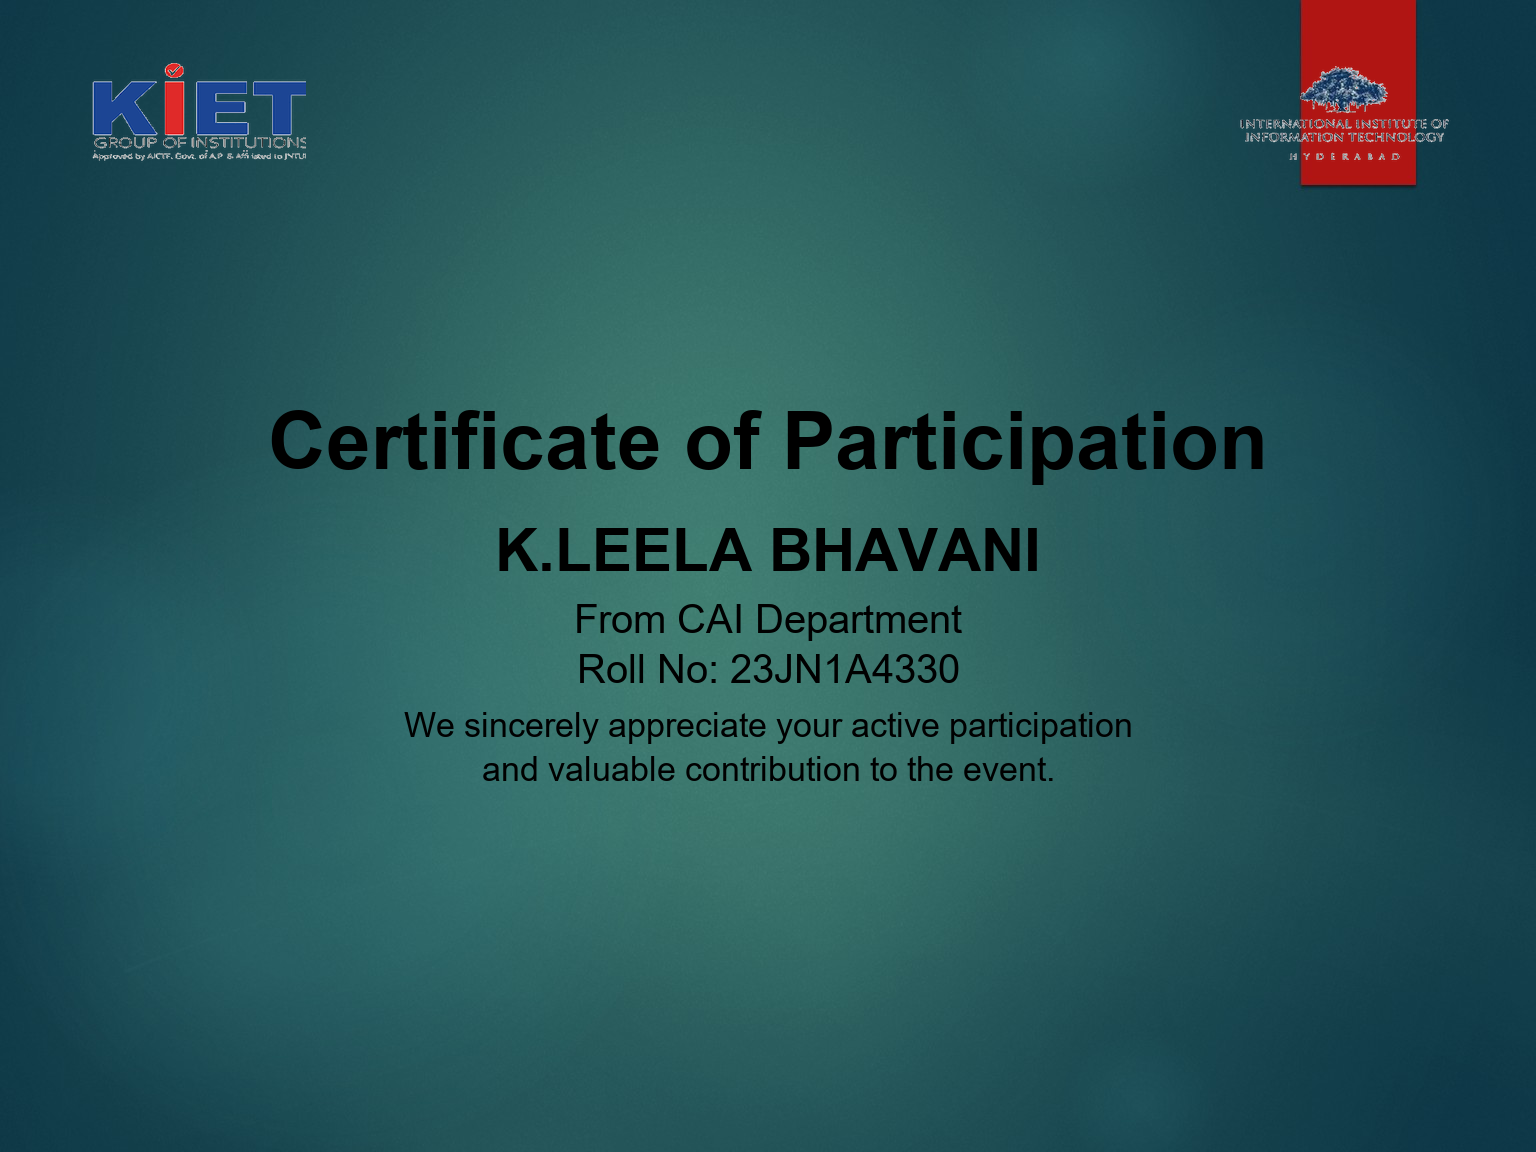 KiET
GROUP OF INSTITUTIONS
Approved by AICTE, Govt. of A.P. & Affiliated to JNTU
INTERNATIONAL INSTITUTE OF
INFORMATION TECHNOLOGY
HYDERABAD
Certificate of Participation
K.LEELA BHAVANI
From CAI Department
Roll No: 23JN1A4330
We sincerely appreciate your active participation
and valuable contribution to the event.